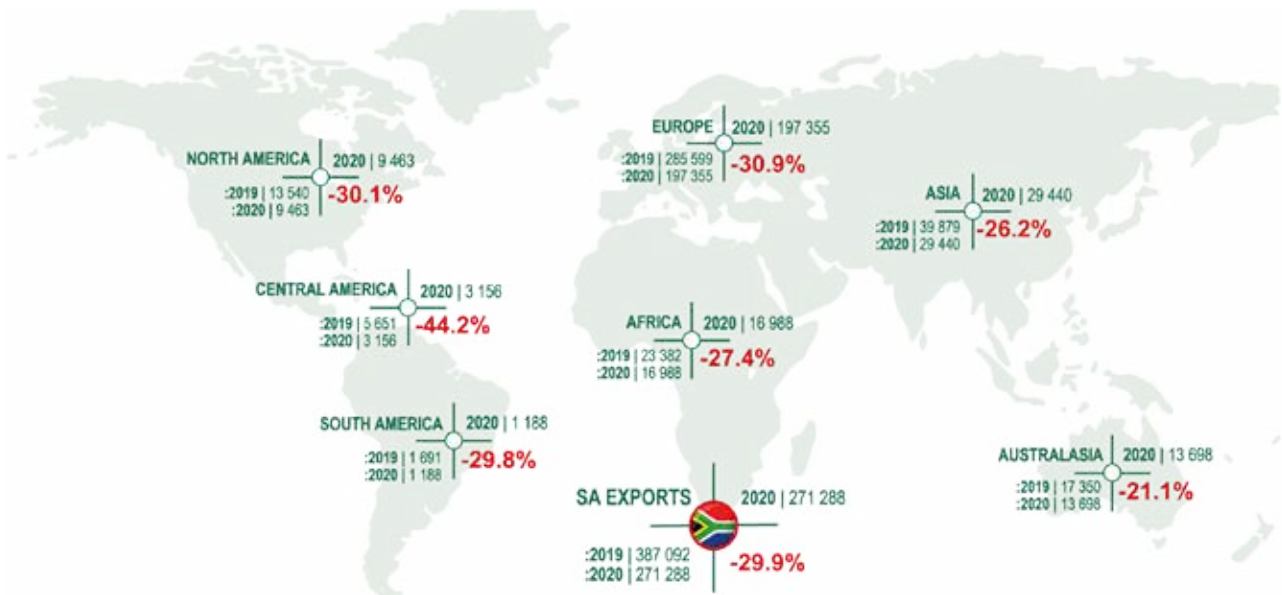 EUROPE 2020 | 197 355
:2019 | 285 599
:2020 | 197 355
-30.9%
NORTH AMERICA 2020 | 9 463
:2019 | 13 540
:2020 | 9 463
-30.1%
ASIA 2020 | 29 440
:2019 | 39 879
:2020 | 29 440
-26.2%
CENTRAL AMERICA 2020 | 3 156
:2019 | 5 651
:2020 | 3 156
-44.2%
AFRICA 2020 | 16 988
:2019 | 23 382
:2020 | 16 988
-27.4%
SOUTH AMERICA 2020 | 1 188
:2019 | 1 691
:2020 | 1 188
-29.8%
AUSTRALASIA 2020 | 13 698
:2019 | 17 350
:2020 | 13 698
-21.1%
SA EXPORTS 2020 | 271 288
:2019 | 387 092
:2020 | 271 288
-29.9%